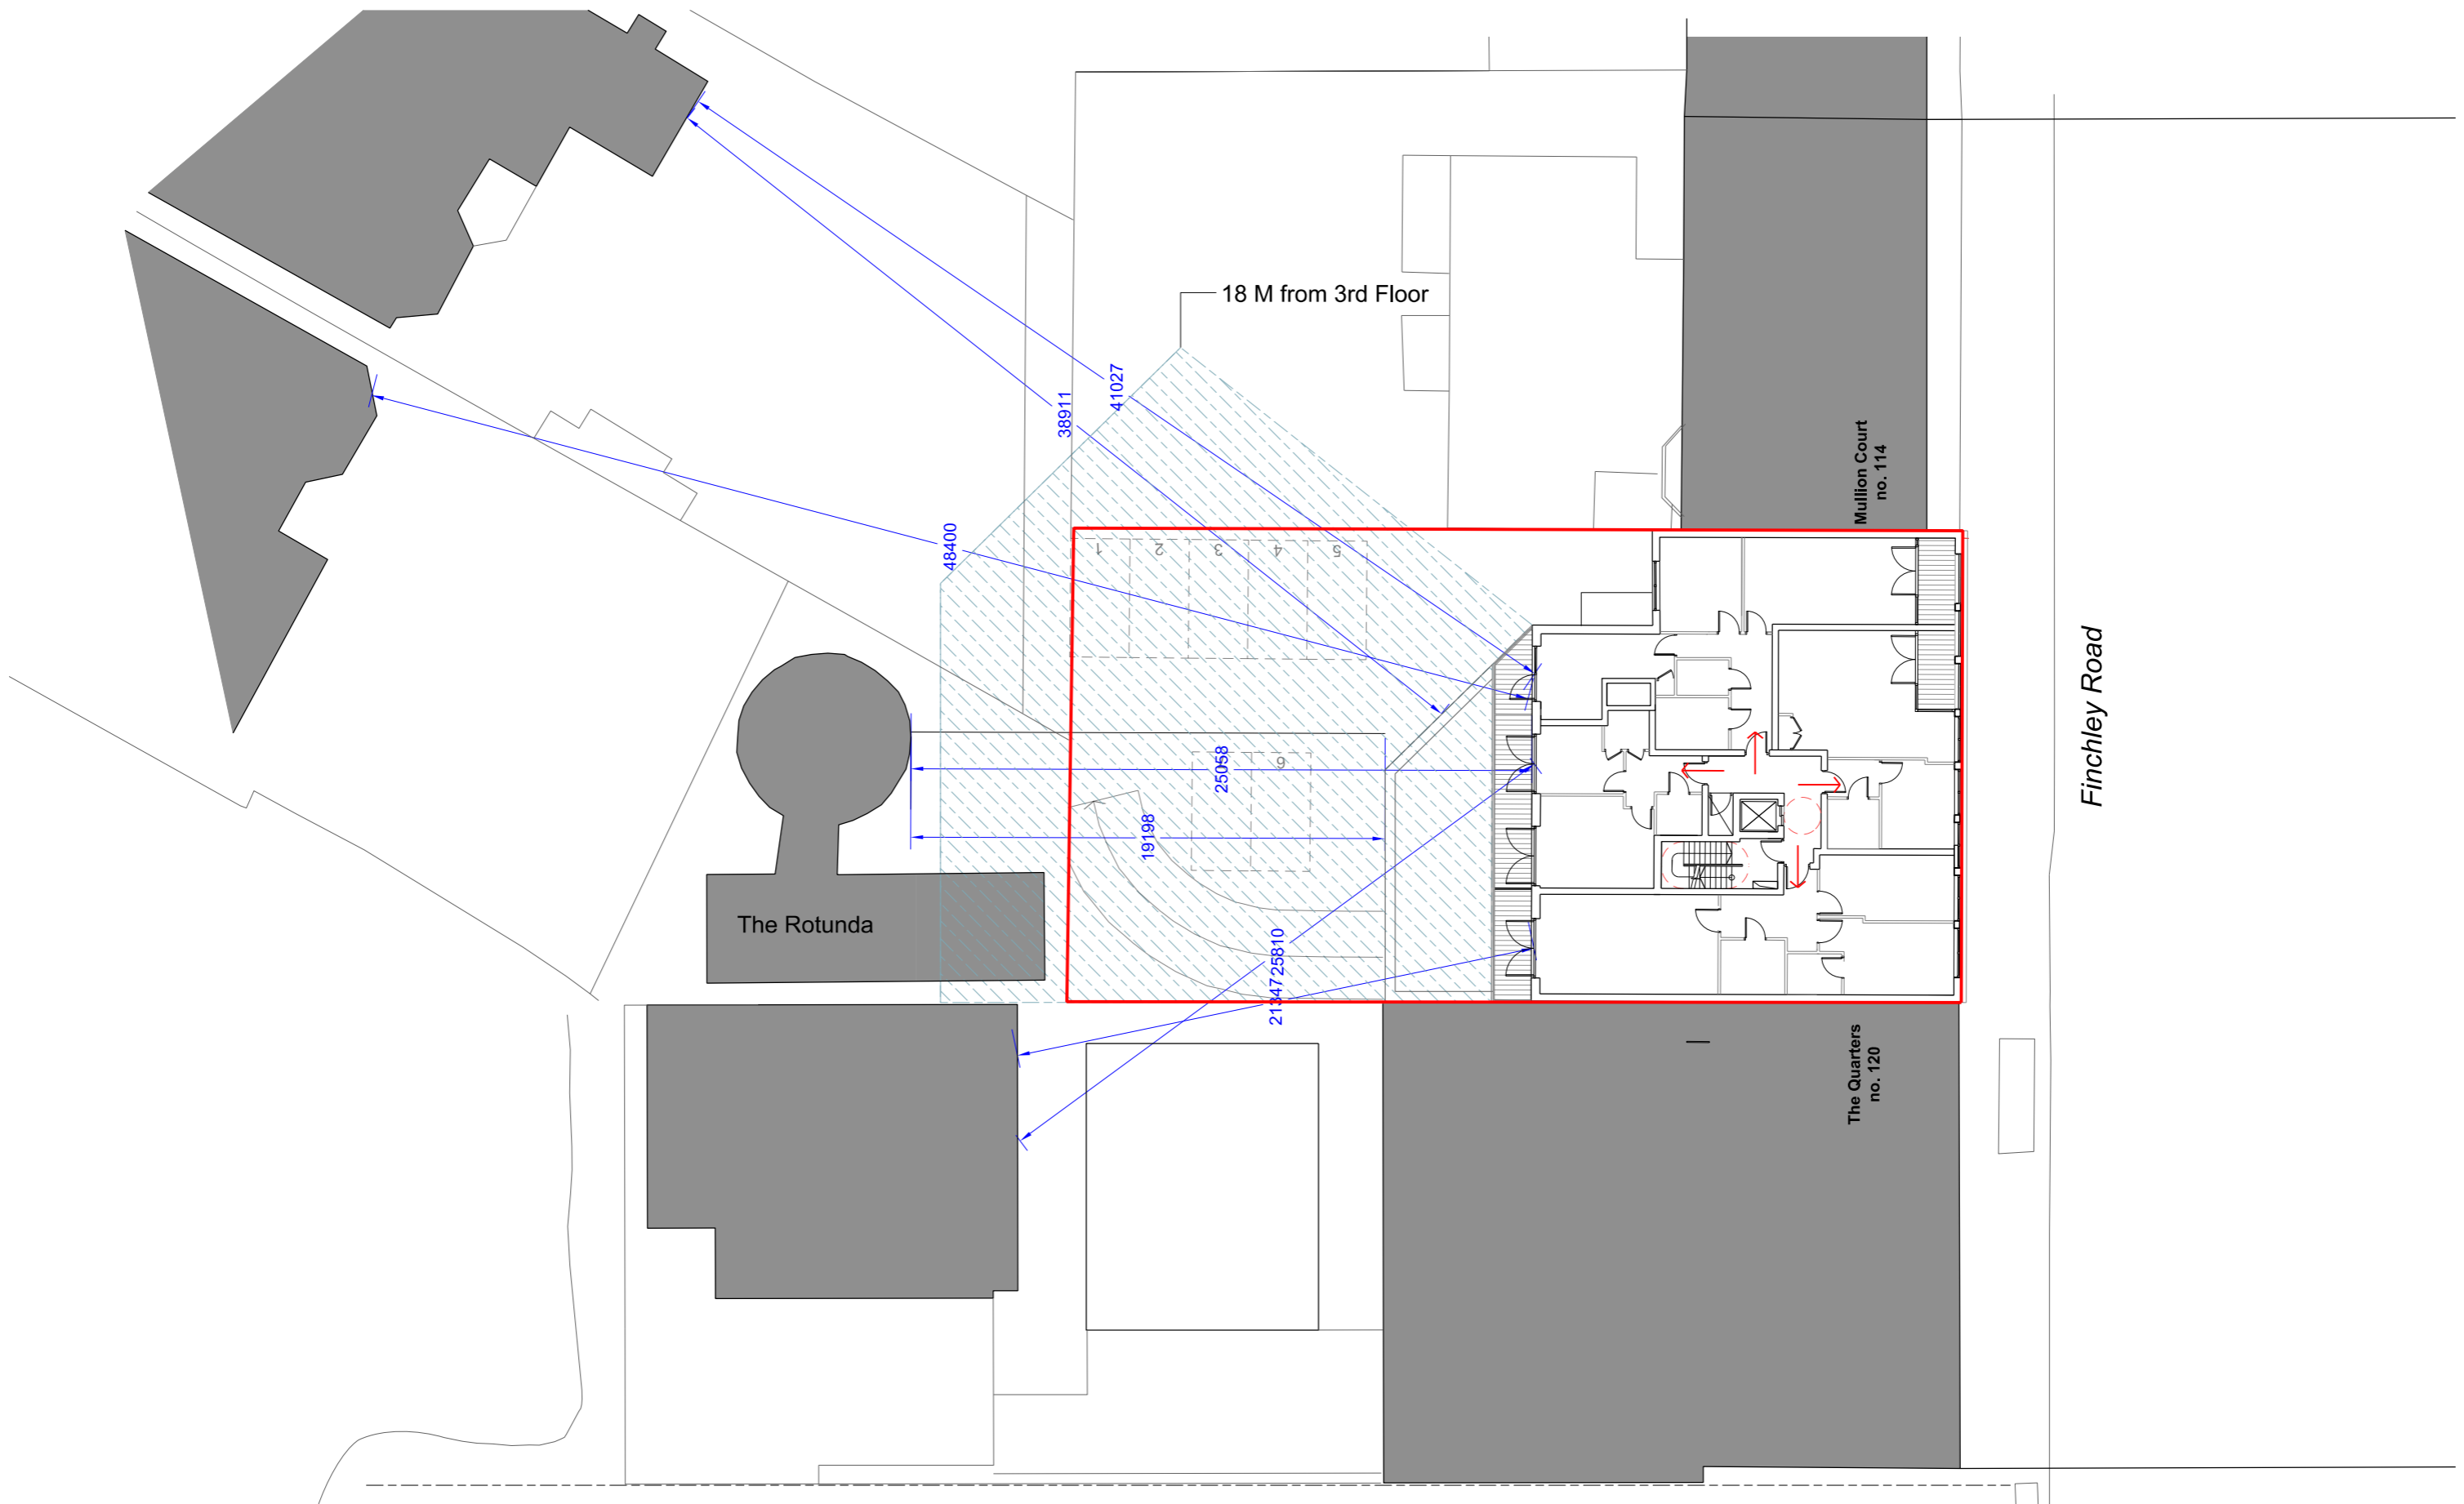 18 M from 3rd Floor
41027
38911
48400
Mullion Court
no. 114
1
2
3
4
5
Finchley Road
25058
6
19198
The Rotunda
25810
21347
The Quarters
no. 120